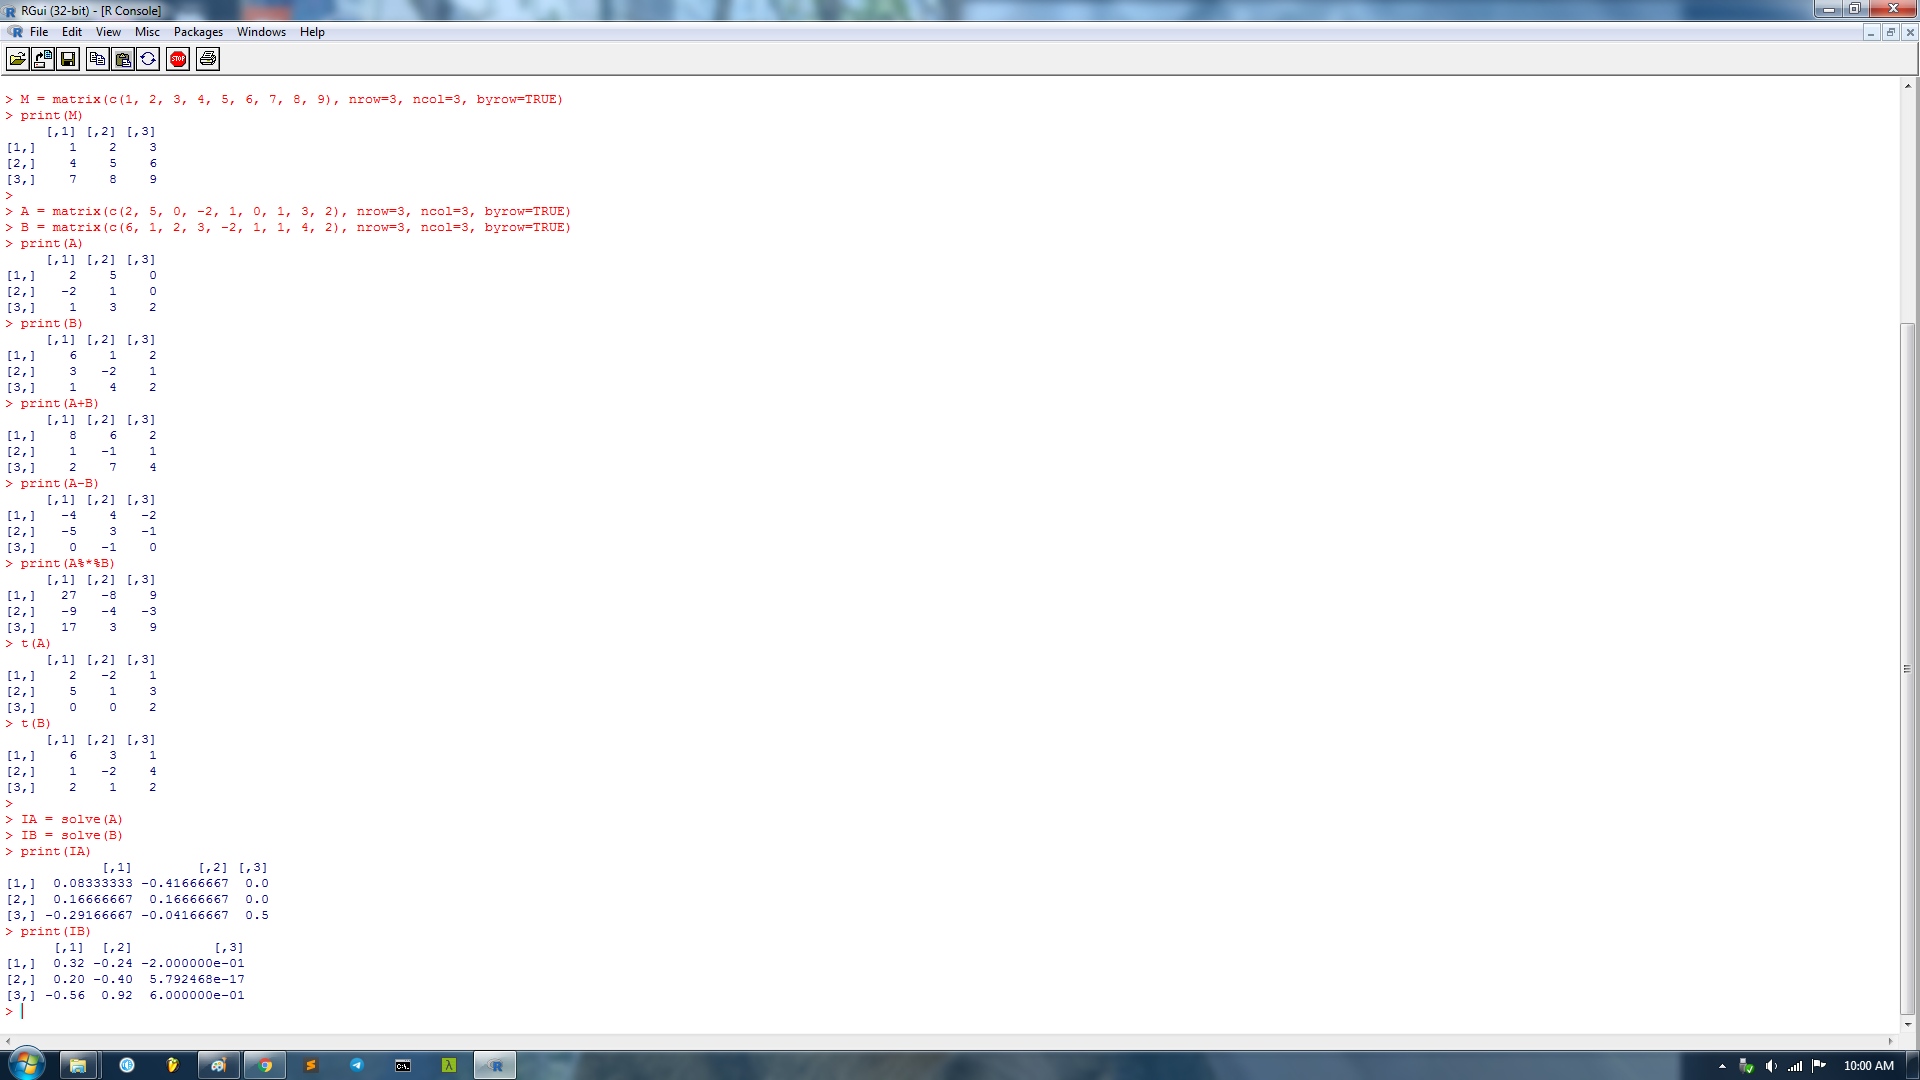 RGui (32-bit) - [R Console]
File Edit View Misc Packages Windows Help
STOP
> M = matrix(c(1, 2, 3, 4, 5, 6, 7, 8, 9), nrow=3, ncol=3, byrow=TRUE)
> print(M)
     [,1] [,2] [,3]
[1,]    1    2    3
[2,]    4    5    6
[3,]    7    8    9
>
> A = matrix(c(2, 5, 0, -2, 1, 0, 1, 3, 2), nrow=3, ncol=3, byrow=TRUE)
> B = matrix(c(6, 1, 2, 3, -2, 1, 1, 4, 2), nrow=3, ncol=3, byrow=TRUE)
> print(A)
     [,1] [,2] [,3]
[1,]    2    5    0
[2,]   -2    1    0
[3,]    1    3    2
> print(B)
     [,1] [,2] [,3]
[1,]    6    1    2
[2,]    3   -2    1
[3,]    1    4    2
> print(A+B)
     [,1] [,2] [,3]
[1,]    8    6    2
[2,]    1   -1    1
[3,]    2    7    4
> print(A-B)
     [,1] [,2] [,3]
[1,]   -4    4   -2
[2,]   -5    3   -1
[3,]    0   -1    0
> print(A%*%B)
     [,1] [,2] [,3]
[1,]   27   -8    9
[2,]   -9   -4   -3
[3,]   17    3    9
> t(A)
     [,1] [,2] [,3]
[1,]    2   -2    1
[2,]    5    1    3
[3,]    0    0    2
> t(B)
     [,1] [,2] [,3]
[1,]    6    3    1
[2,]    1   -2    4
[3,]    2    1    2
>
> IA = solve(A)
> IB = solve(B)
> print(IA)
            [,1]        [,2] [,3]
[1,]  0.08333333 -0.41666667  0.0
[2,]  0.16666667  0.16666667  0.0
[3,] -0.29166667 -0.04166667  0.5
> print(IB)
      [,1]  [,2]          [,3]
[1,]  0.32 -0.24 -2.000000e-01
[2,]  0.20 -0.40  5.792468e-17
[3,] -0.56  0.92  6.000000e-01
>
10:00 AM